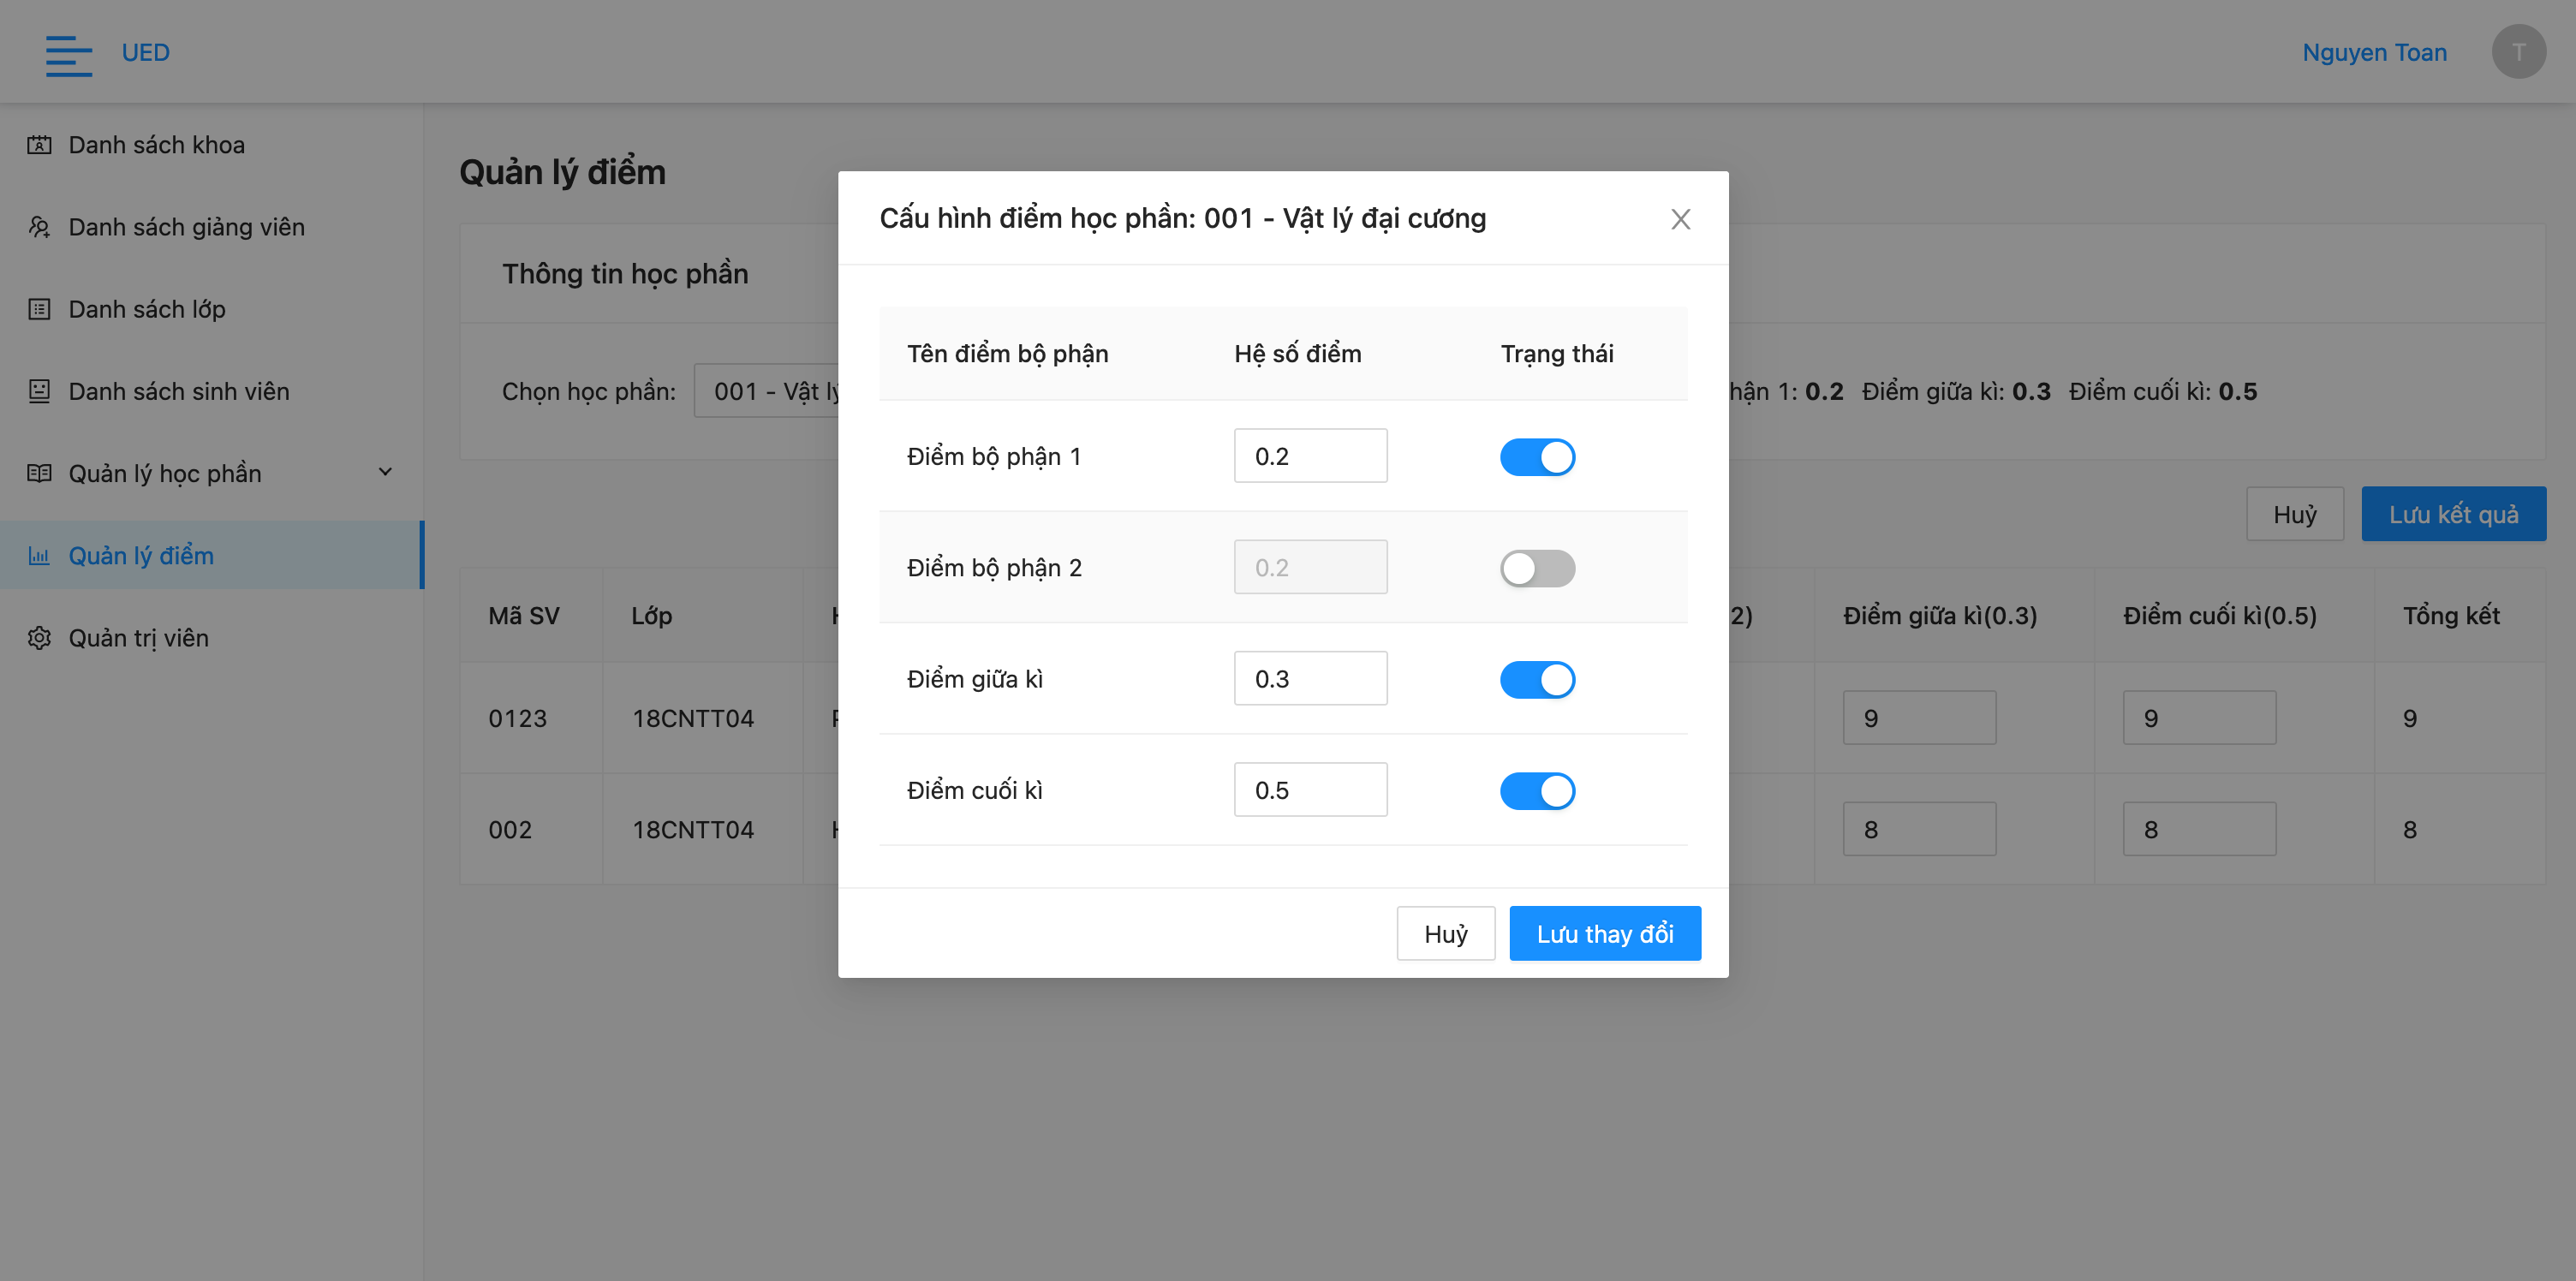 UED
Nguyen Toan
T
Danh sách khoa
Danh sách giảng viên
Danh sách lớp
Danh sách sinh viên
Quản lý học phần
Quản lý điểm
Quản trị viên
Quản lý điểm
Thông tin học phần
Chọn học phần: 001 - Vật
1: 0.2 Điểm giữa kì: 0.3 Điểm cuối kì: 0.5
Huỷ Lưu kết quả
Mã SV Lớp 2) Điểm giữa kì(0.3) Điểm cuối kì(0.5) Tổng kết
0123 18CNTT04 9 9 9
002 18CNTT04 8 8 8
Cấu hình điểm học phần: 001 - Vật lý đại cương
Tên điểm bộ phận Hệ số điểm Trạng thái
Điểm bộ phận 1 0.2
Điểm bộ phận 2 0.2
Điểm giữa kì 0.3
Điểm cuối kì 0.5
Huỷ Lưu thay đổi